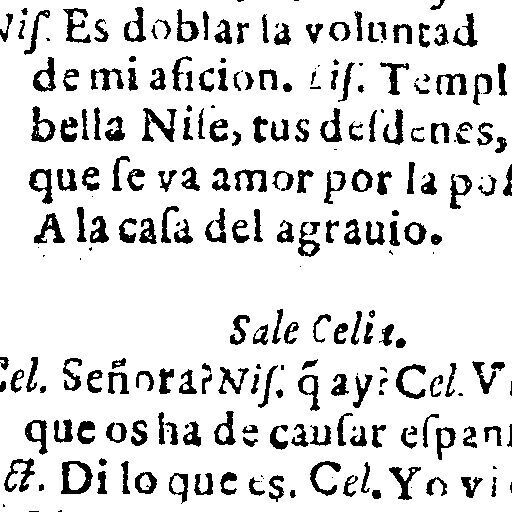 Niſ. Es doblar la voluntad
de mi aficion. Liſ. Templ
bella Niſe, tus deſdenes,
que ſe va amor por la poſ
A la caſa del agrauio.
Sale Celia.
Cel. Señora? Niſ. q̃ ay? Cel. V
que os ha de cauſar eſpan
ct. Di lo que es. Cel. Yo vi